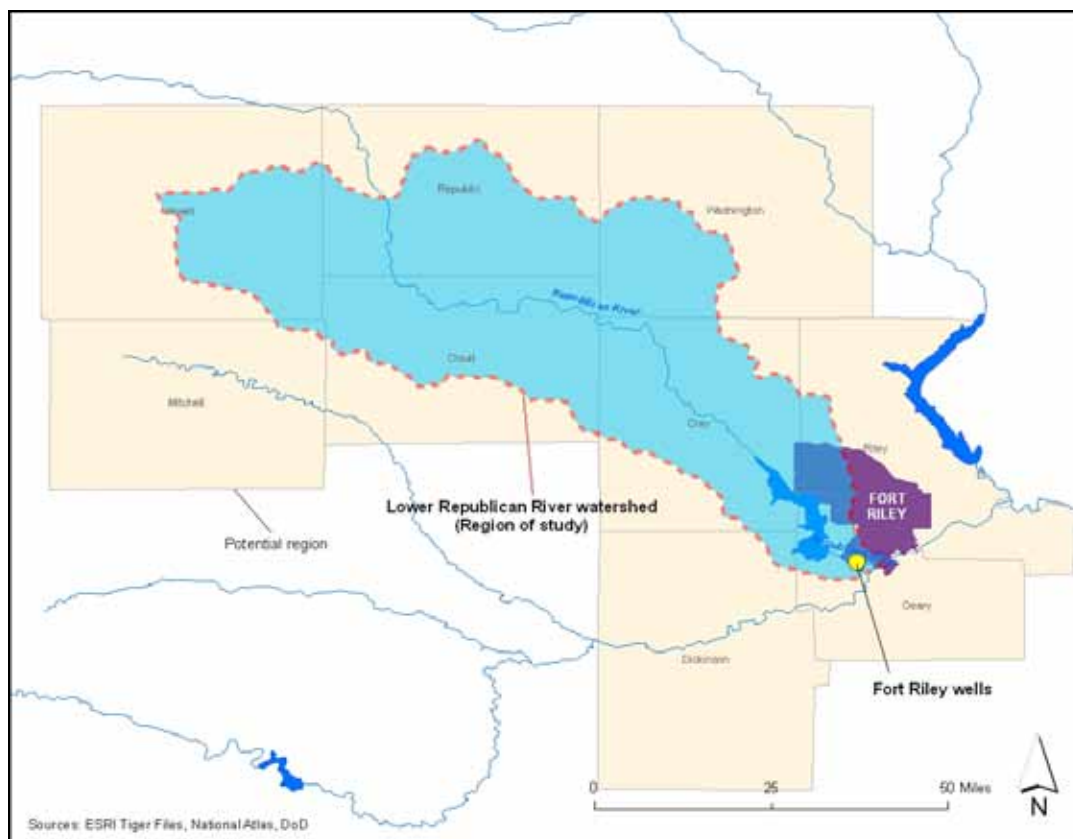 Republic
Washington
Jewell
Republican River
Cloud
Mitchell
Clay
Riley
FORT
RILEY
Lower Republican River watershed
(Region of study)
Potential region
Geary
Dickinson
Fort Riley wells
0 25 50 Miles
N
Sources: ESRI Tiger Files, National Atlas, DoD